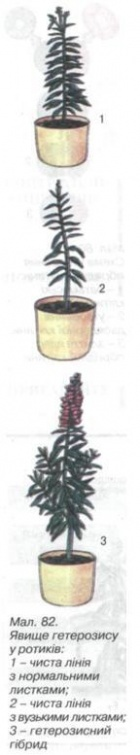 1
2
3
Мал. 82.
Явище гетерозису
у ротиків:
1 – чиста лінія
з нормальними
листками;
2 – чиста лінія
з вузькими листками;
3 – гетерозисний
гібрид